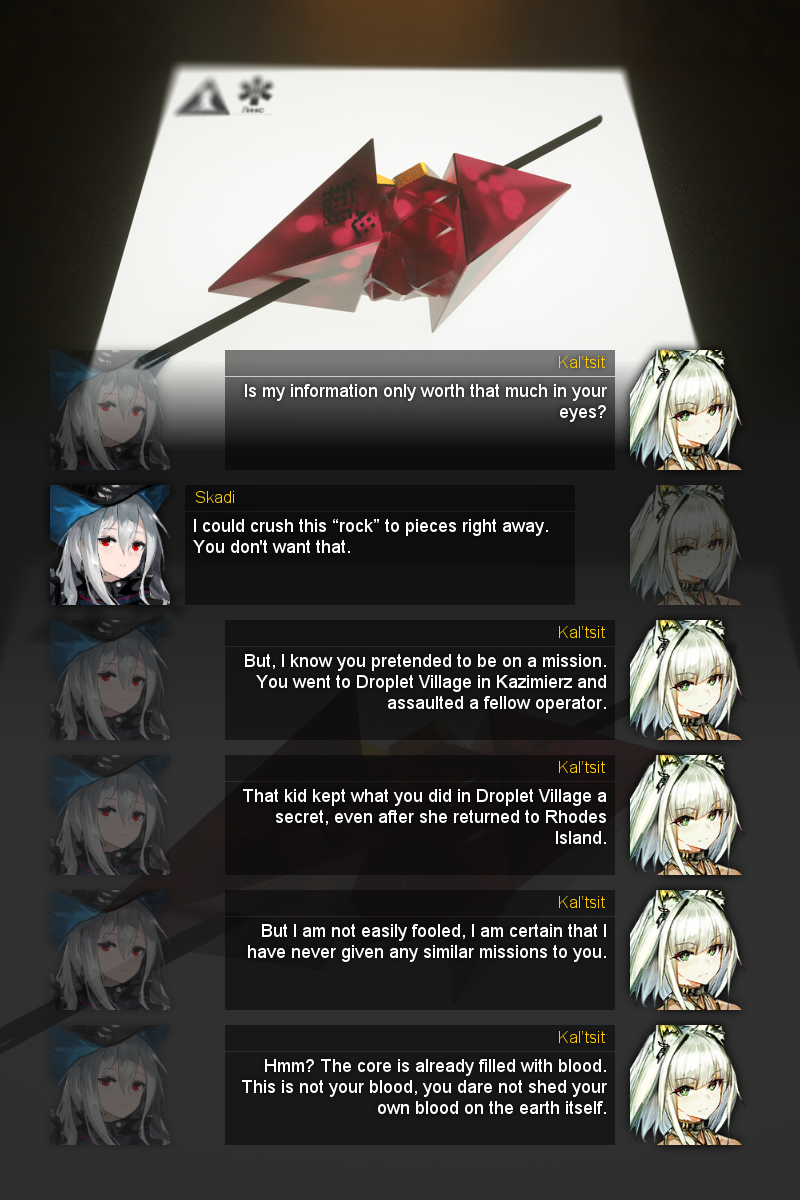 Kal'tsit
Is my information only worth that much in your
eyes?
Skadi
I could crush this “rock” to pieces right away.
You don't want that.
Kal'tsit
But, I know you pretended to be on a mission.
You went to Droplet Village in Kazimierz and
assaulted a fellow operator.
Kal'tsit
That kid kept what you did in Droplet Village a
secret, even after she returned to Rhodes
Island.
Kal'tsit
But I am not easily fooled, I am certain that I
have never given any similar missions to you.
Kal'tsit
Hmm? The core is already filled with blood.
This is not your blood, you dare not shed your
own blood on the earth itself.